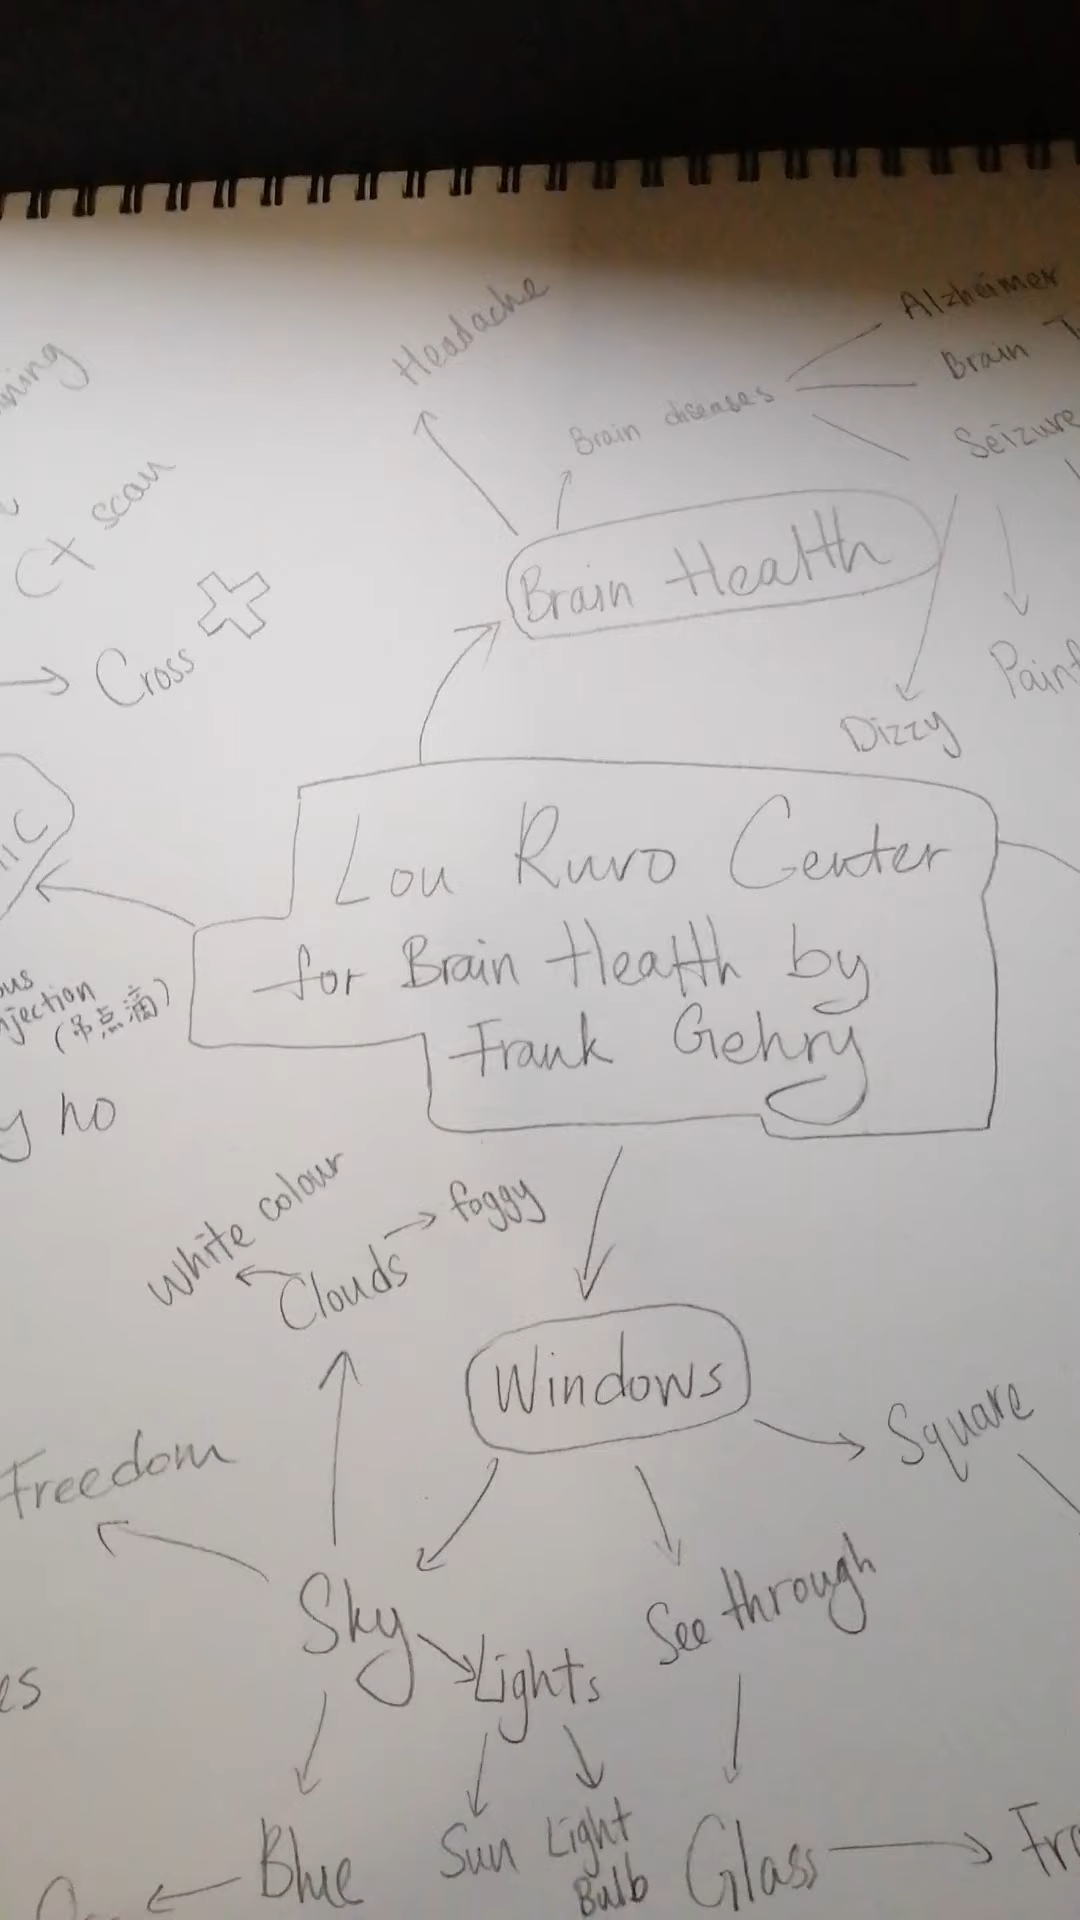 Headache
Alzheimer
Brain
Brain diseases
Seizure
CT scan
Brain Health
Cross
Dizzy
Lou Ruvo Center
for Brain Health by
Frank Gehry
(吊点滴)
no
White colour
foggy
Clouds
Windows
Square
Freedom
Sky
See through
Lights
Blue
Sun
Light
Bulb
Glass